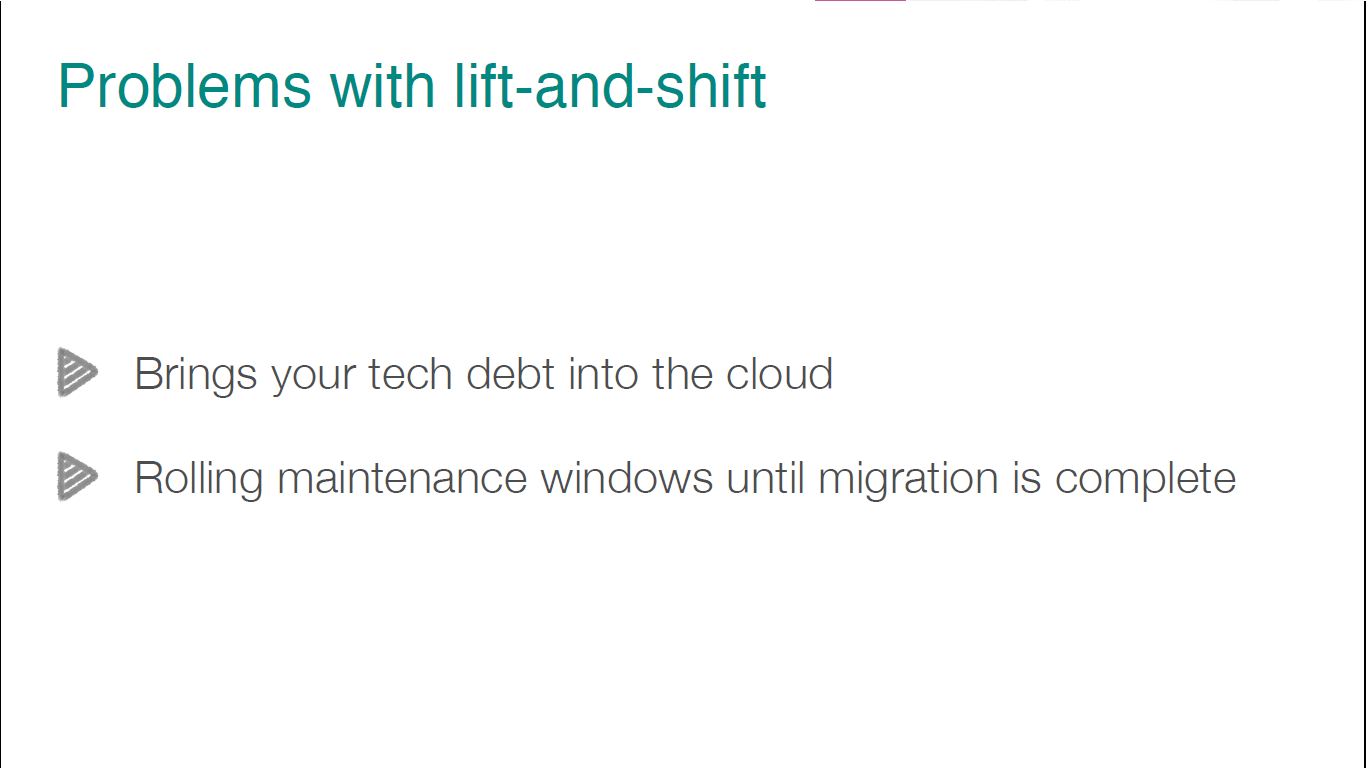 Problems with lift-and-shift
Brings your tech debt into the cloud
Rolling maintenance windows until migration is complete